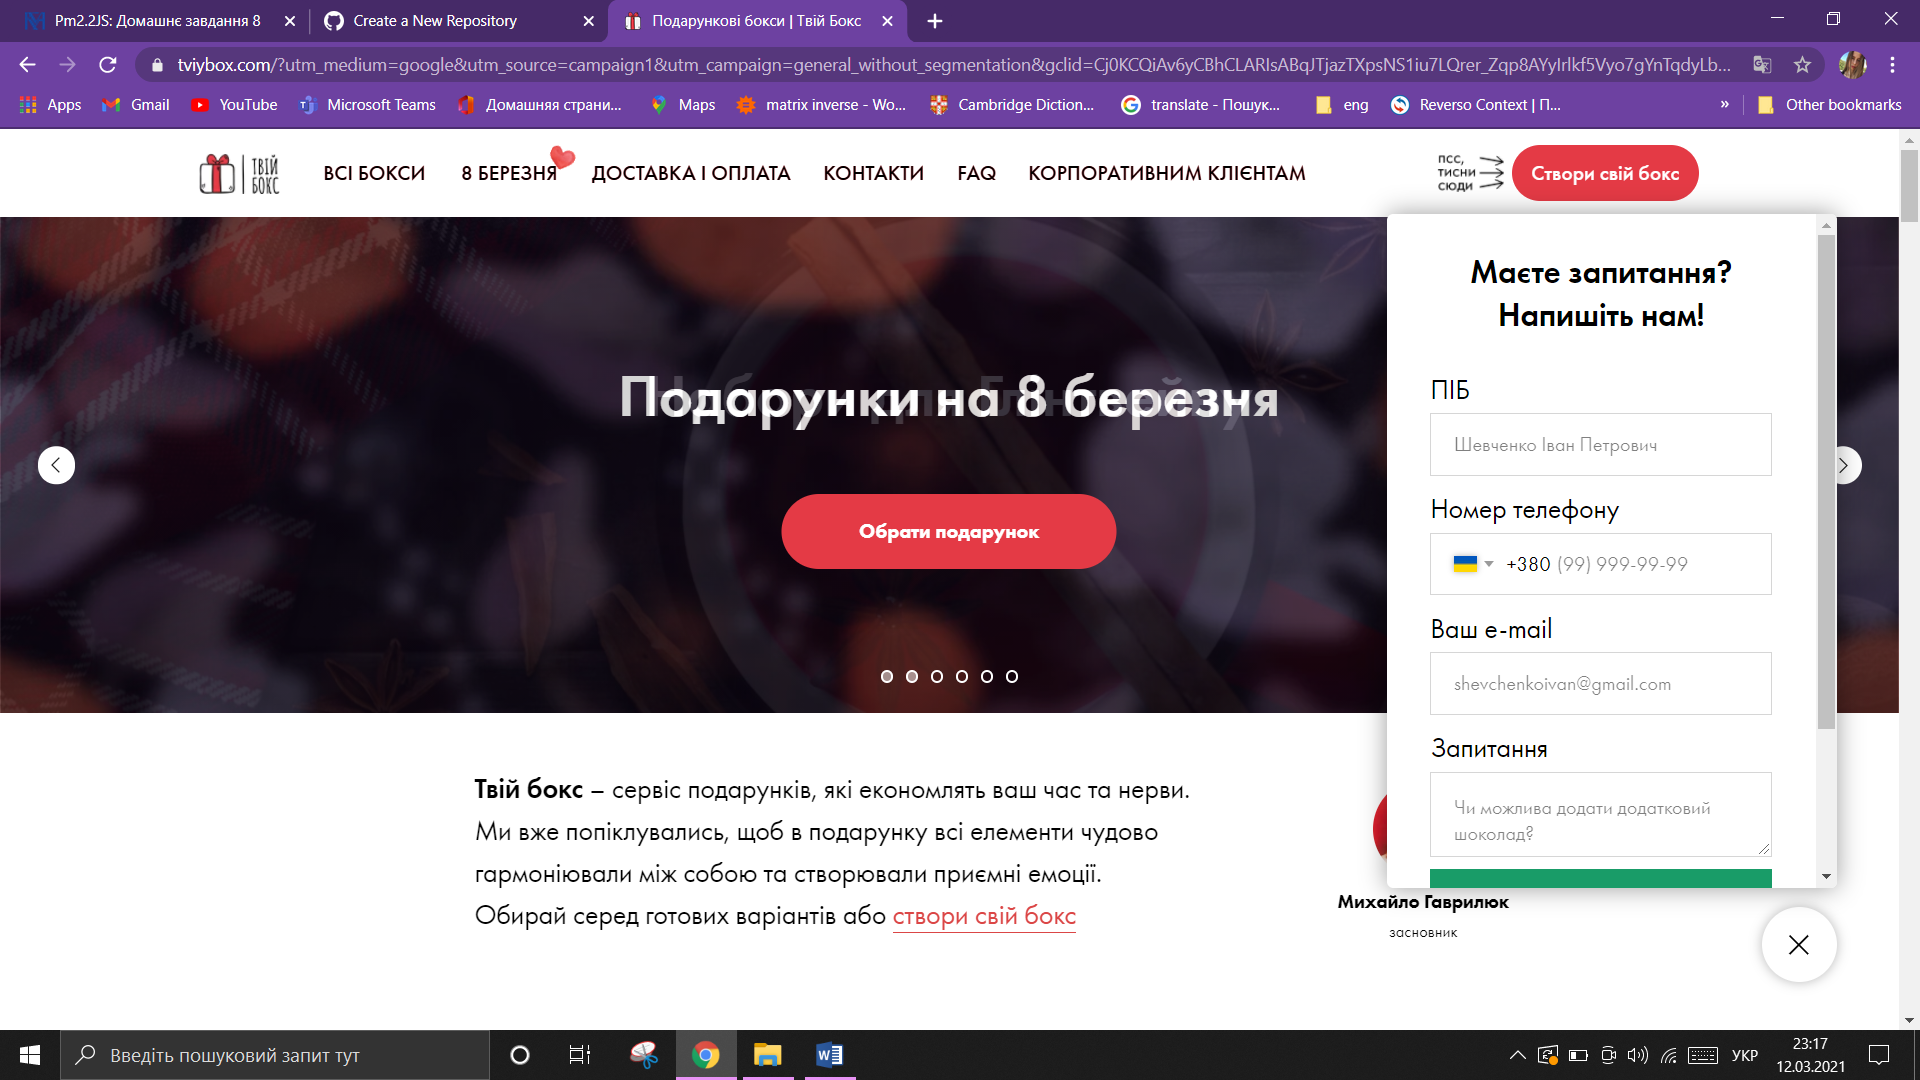 Pm2.2JS: Домашнє завдання 8
Create a New Repository
Подарункові бокси | Твій Бокс
tviybox.com/?utm_medium=google&utm_source=campaign1&utm_campaign=general_without_segmentation&gclid=Cj0KCQiAv6yCBhCLARIsABqJTjazTXpsNS1iu7LQrer_Zqp8AYyIrIkf5Vyo7gYnTqdyLb...
Apps
Gmail
YouTube
Microsoft Teams
Домашняя страни...
Maps
matrix inverse - Wo...
Cambridge Diction...
translate - Пошук...
eng
Reverso Context | П...
»
Other bookmarks
ТВІЙ
БОКС
ВСІ БОКСИ
8 БЕРЕЗНЯ
ДОСТАВКА І ОПЛАТА
КОНТАКТИ
FAQ
КОРПОРАТИВНИМ КЛІЄНТАМ
ПСС,
ТИСНИ
СЮДИ
Створи свій бокс
Подарунки на 8 березня
Обрати подарунок
Маєте запитання?
Напишіть нам!
ПІБ
Шевченко Іван Петрович
Номер телефону
+380 (99) 999-99-99
Ваш e-mail
shevchenkoivan@gmail.com
Запитання
Чи можлива додати додатковий
шоколад?
Твій бокс – сервіс подарунків, які економлять ваш час та нерви.
Ми вже попіклувались, щоб в подарунку всі елементи чудово
гармоніювали між собою та створювали приємні емоції.
Обирай серед готових варіантів або створи свій бокс
Михайло Гаврилюк
засновник
Введіть пошуковий запит тут
УКР
23:17
12.03.2021